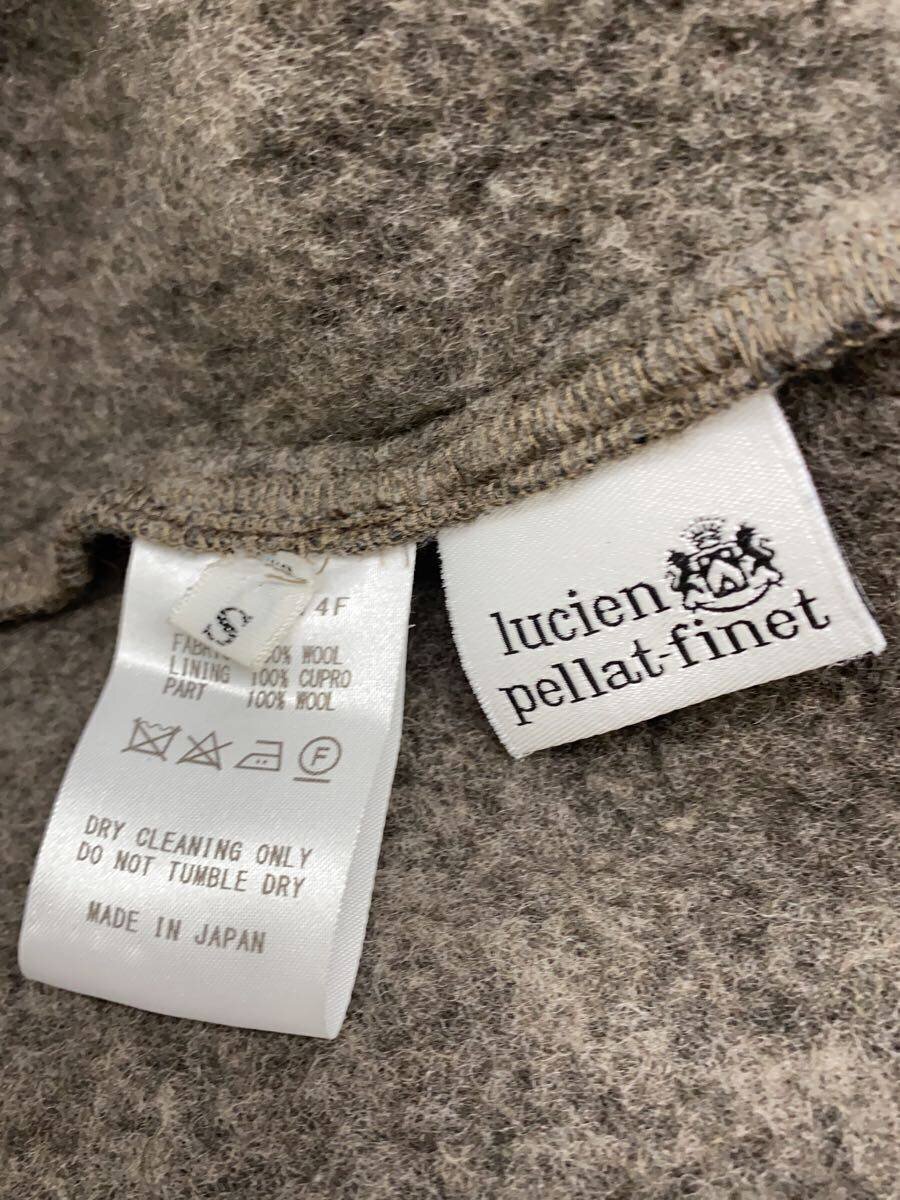 S
4F
100% WOOL
LINING 100% CUPRO
PART 100% WOOL
F
DRY CLEANING ONLY
DO NOT TUMBLE DRY
MADE IN JAPAN
lucien
pellat-finet